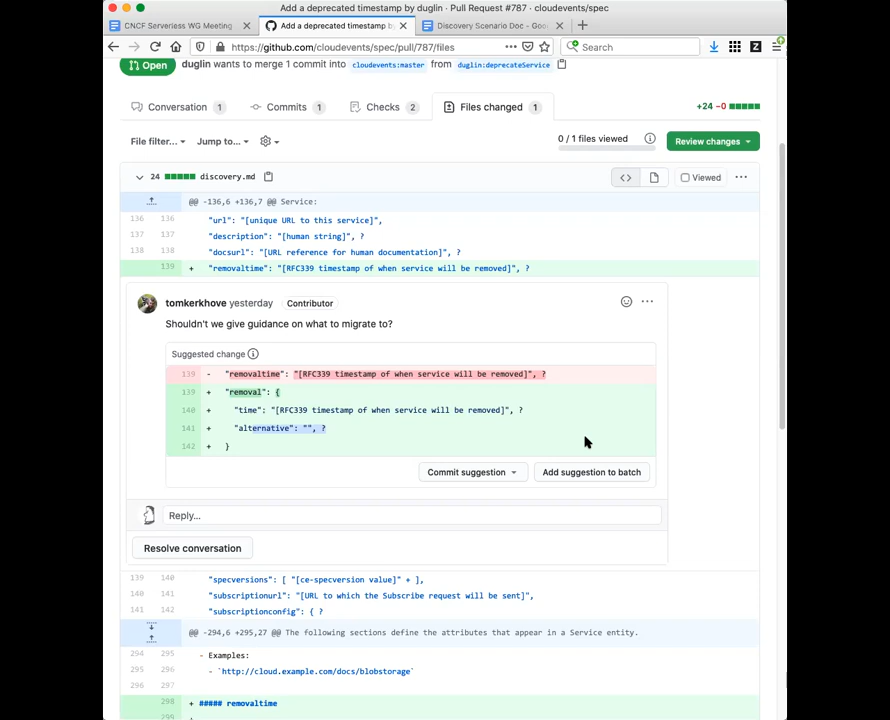 Add a deprecated timestamp by duglin · Pull Request #787 · cloudevents/spec
CNCF Serverless WG Meeting
Add a deprecated timestamp by
Discovery Scenario Doc - Goo
https://github.com/cloudevents/spec/pull/787/files
Search
Open duglin wants to merge 1 commit into cloudevents:master from duglin:deprecateService
Conversation 1
Commits 1
Checks 2
Files changed 1
+24 −0
File filter...
Jump to...
0 / 1 files viewed
Review changes
24 discovery.md
Viewed
@@ -136,6 +136,7 @@ Service:
136 136 "url": "[unique URL to this service]",
137 137 "description": "[human string]", ?
138 138 "docsurl": "[URL reference for human documentation]", ?
139 + "removaltime": "[RFC339 timestamp of when service will be removed]", ?
tomkerkhove yesterday Contributor
Shouldn't we give guidance on what to migrate to?
Suggested change
139 - "removaltime": "[RFC339 timestamp of when service will be removed]", ?
139 + "removal": {
140 + "time": "[RFC339 timestamp of when service will be removed]", ?
141 + "alternative": "", ?
142 + }
Commit suggestion
Add suggestion to batch
Reply...
Resolve conversation
139 140 "specversions": [ "[ce-specversion value]" + ],
140 141 "subscriptionurl": "[URL to which the Subscribe request will be sent]",
141 142 "subscriptionconfig": { ?
@@ -294,6 +295,27 @@ The following sections define the attributes that appear in a Service entity.
294 295 - Examples:
295 296 - `http://cloud.example.com/docs/blobstorage`
296 297
298 + ##### removaltime
299